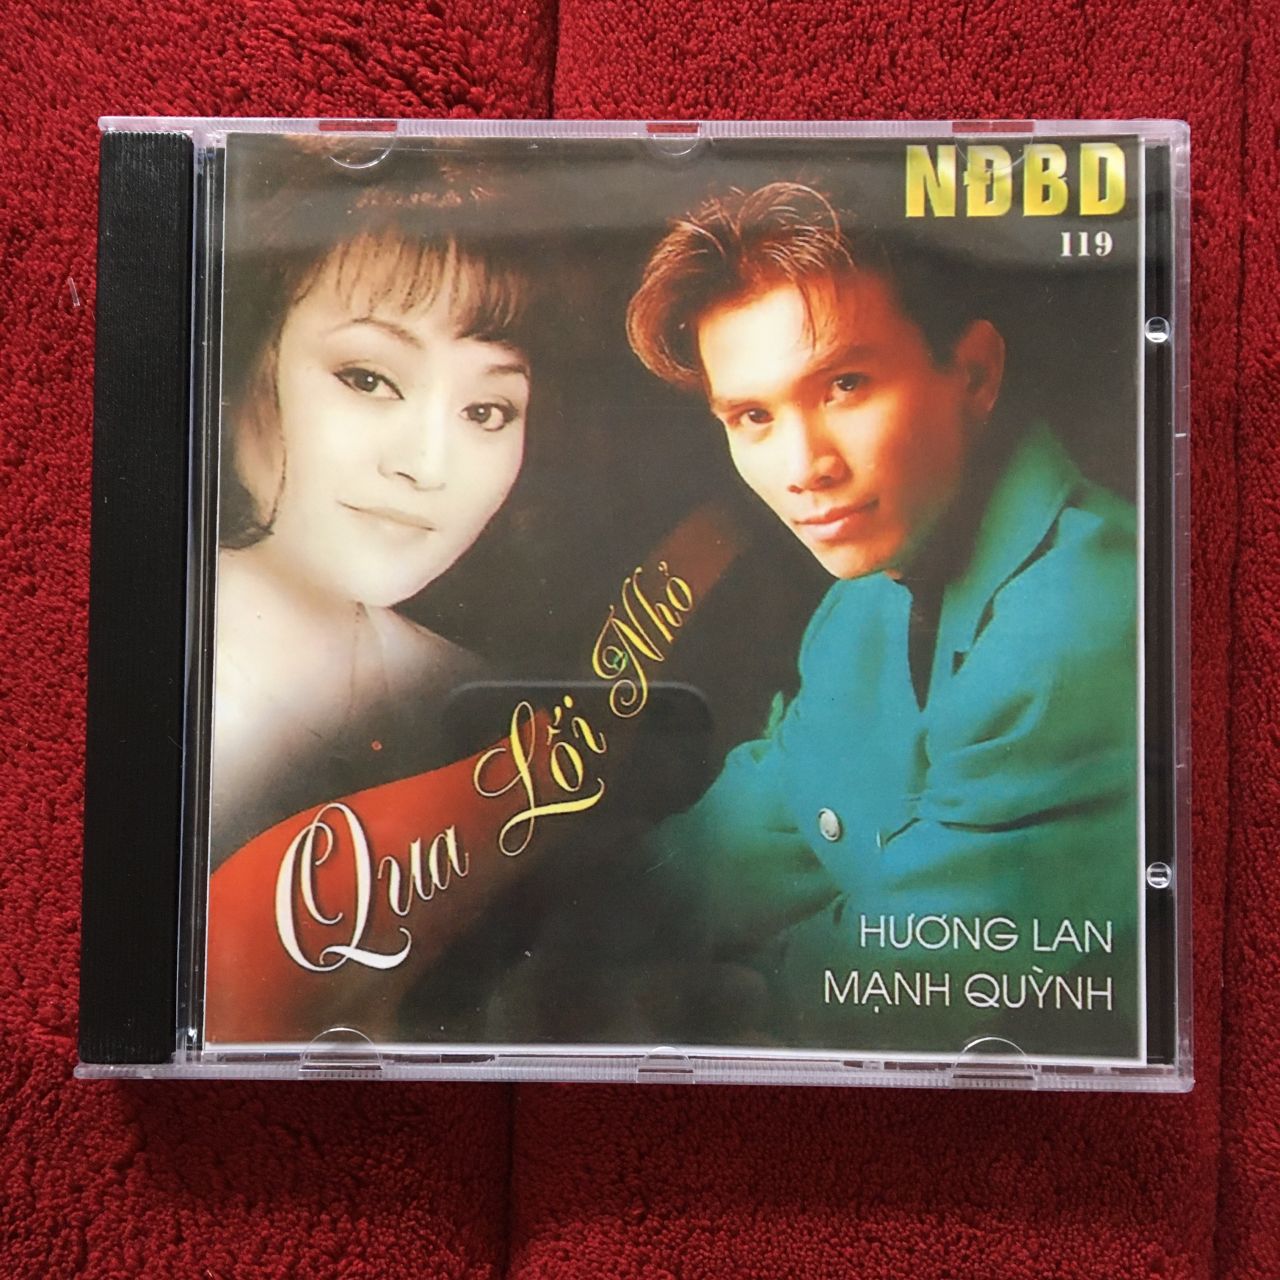 NĐBD
119
Qua Lối Nhỏ
HƯƠNG LAN
MẠNH QUỲNH